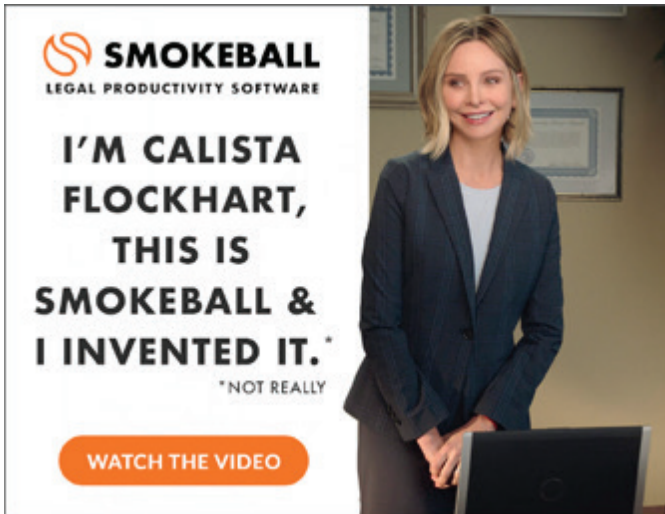 SMOKEBALL
LEGAL PRODUCTIVITY SOFTWARE
I'M CALISTA
FLOCKHART,
THIS IS
SMOKEBALL &
I INVENTED IT.*
*NOT REALLY
WATCH THE VIDEO